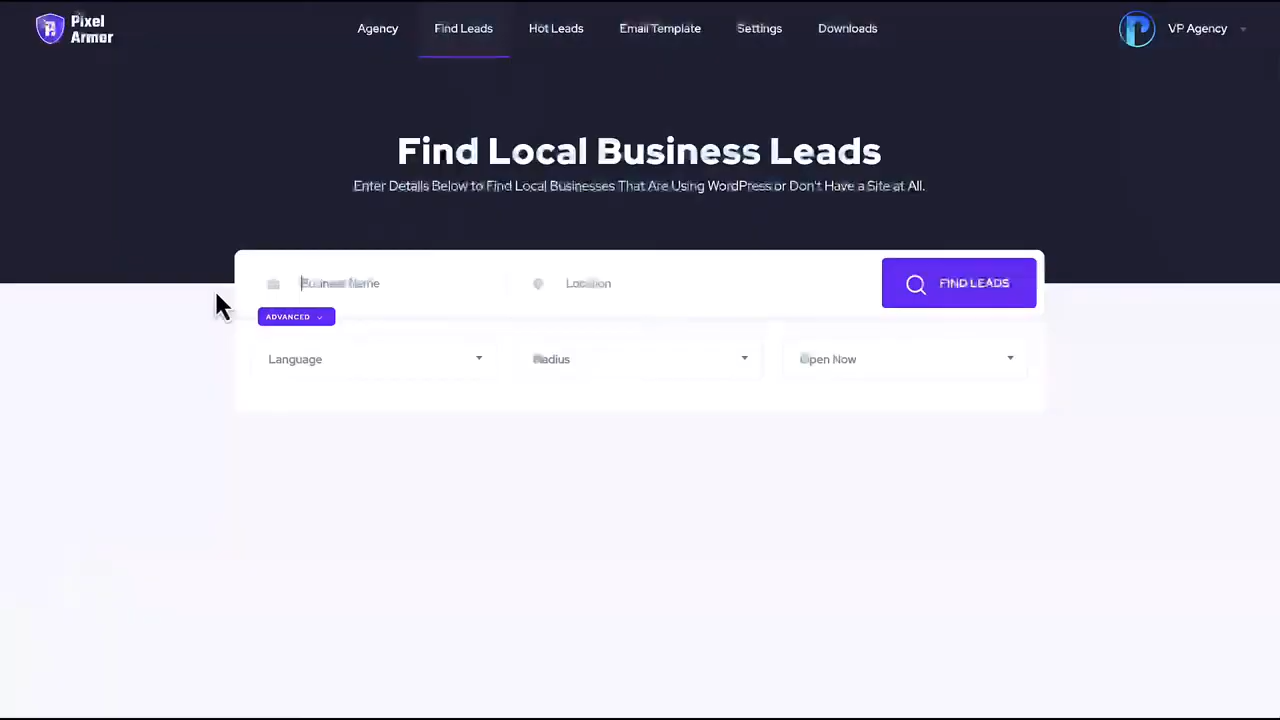 Pixel
Armor
Agency
Find Leads
Hot Leads
Email Template
Settings
Downloads
VP Agency
Find Local Business Leads
Enter Details Below to Find Local Businesses That Are Using WordPress or Don't Have a Site at All.
Business Name
Location
FIND LEADS
ADVANCED
Language
Radius
Open Now